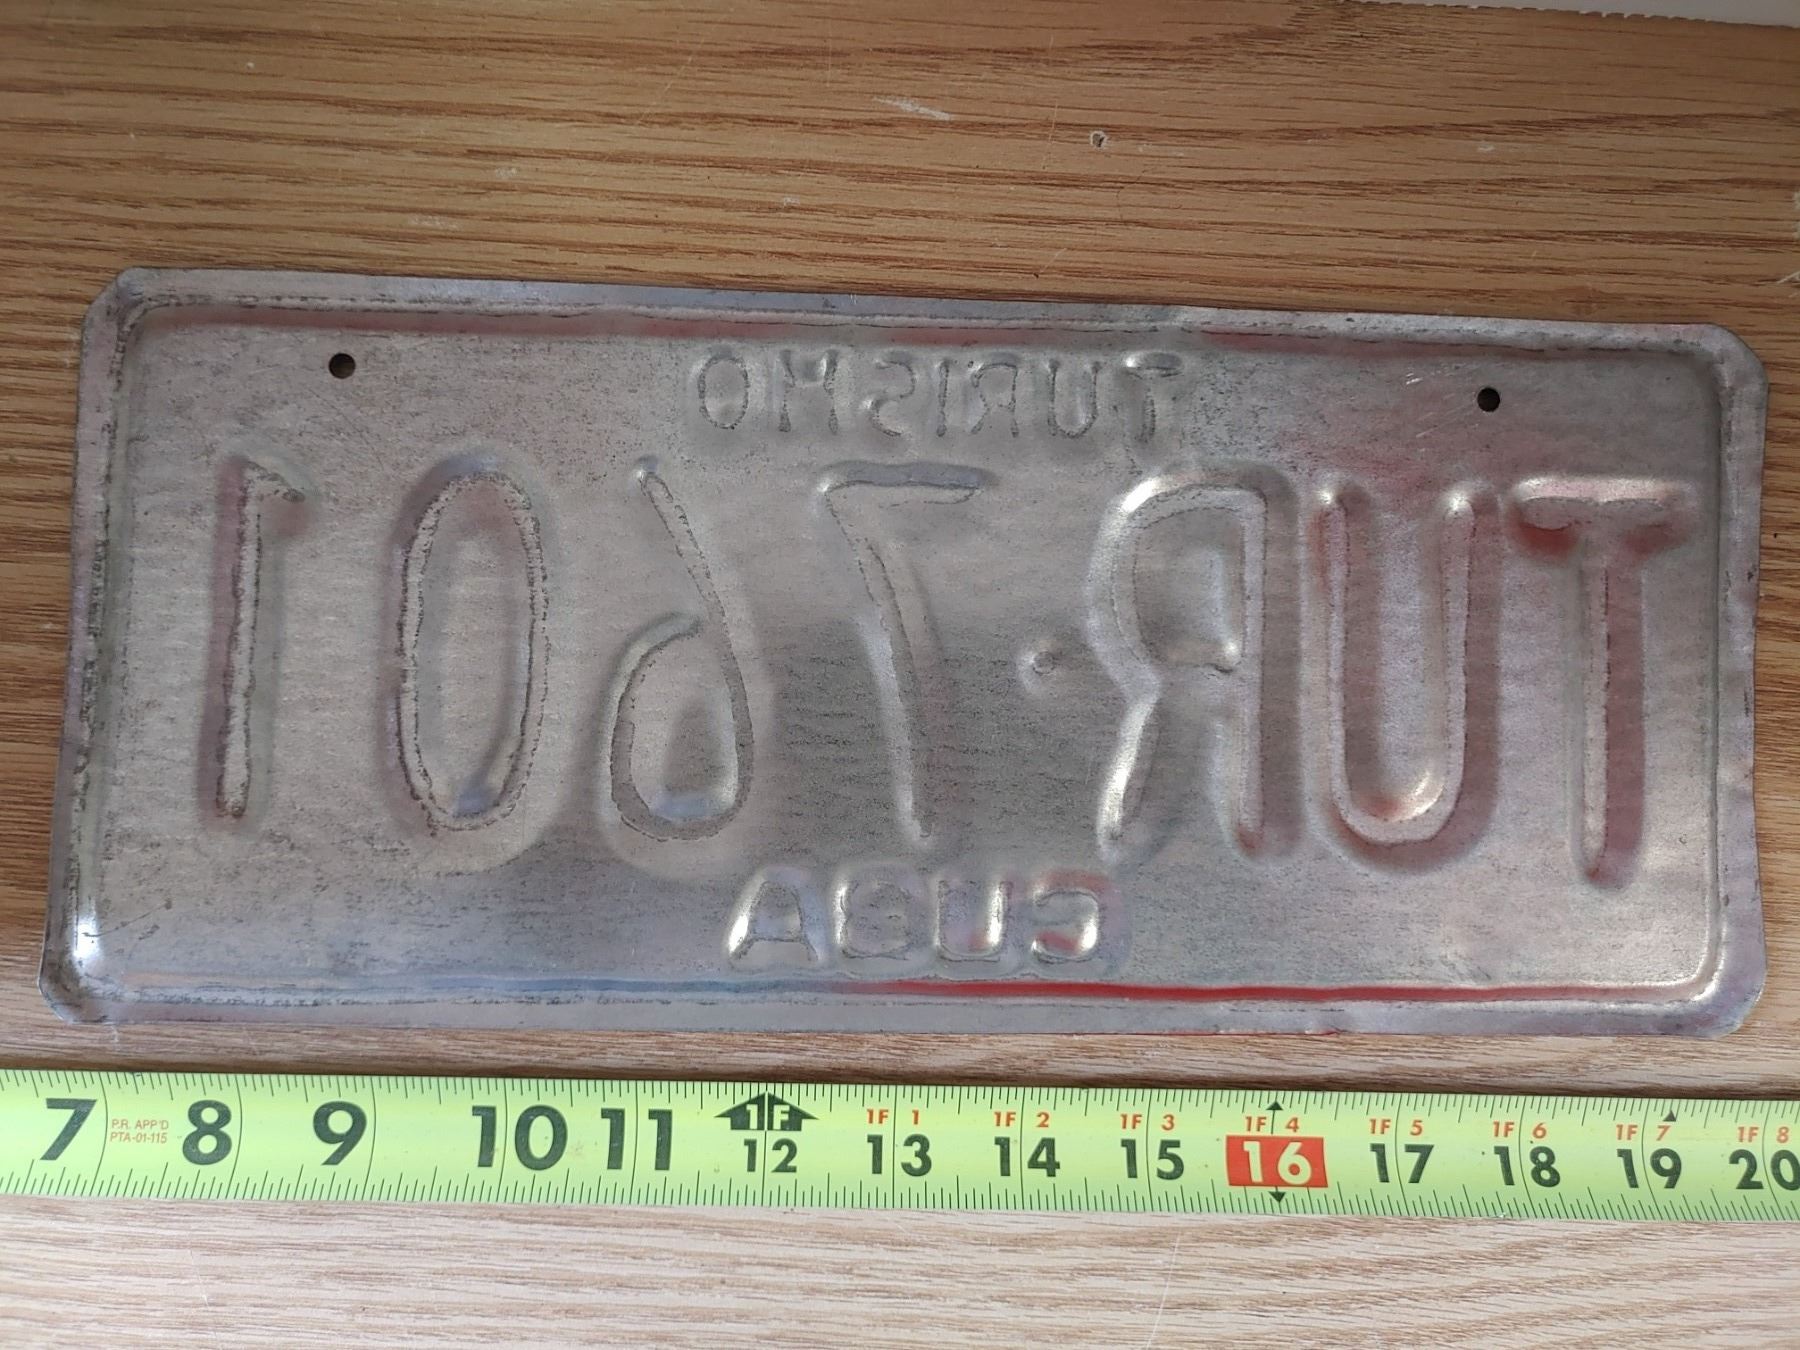 TURISMO
TUR·7601
CUBA
7 P.R. APP'D 8 9 10 11 1F 1F 1 1F 2 1F 3 1F 4 1F 5 1F 6 1F 7 1F 8
PTA-01-115 12 13 14 15 16 17 18 19 20